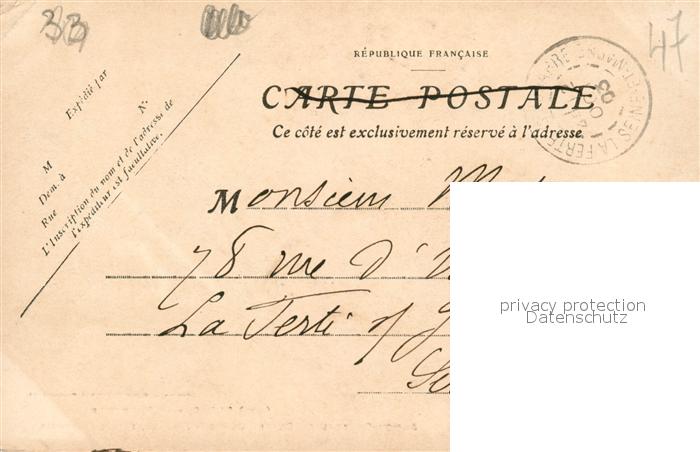 33
47
RÉPUBLIQUE FRANÇAISE
CARTE POSTALE
Ce côté est exclusivement réservé à l'adresse.
Expédié par
M N°
Dem. à
Rue
L'Inscription du nom et de l'adresse de
l'expéditeur est facultative.
LA FERTE
Monsieur
78 rue D'
La Ferté s/
privacy protection
Datenschutz